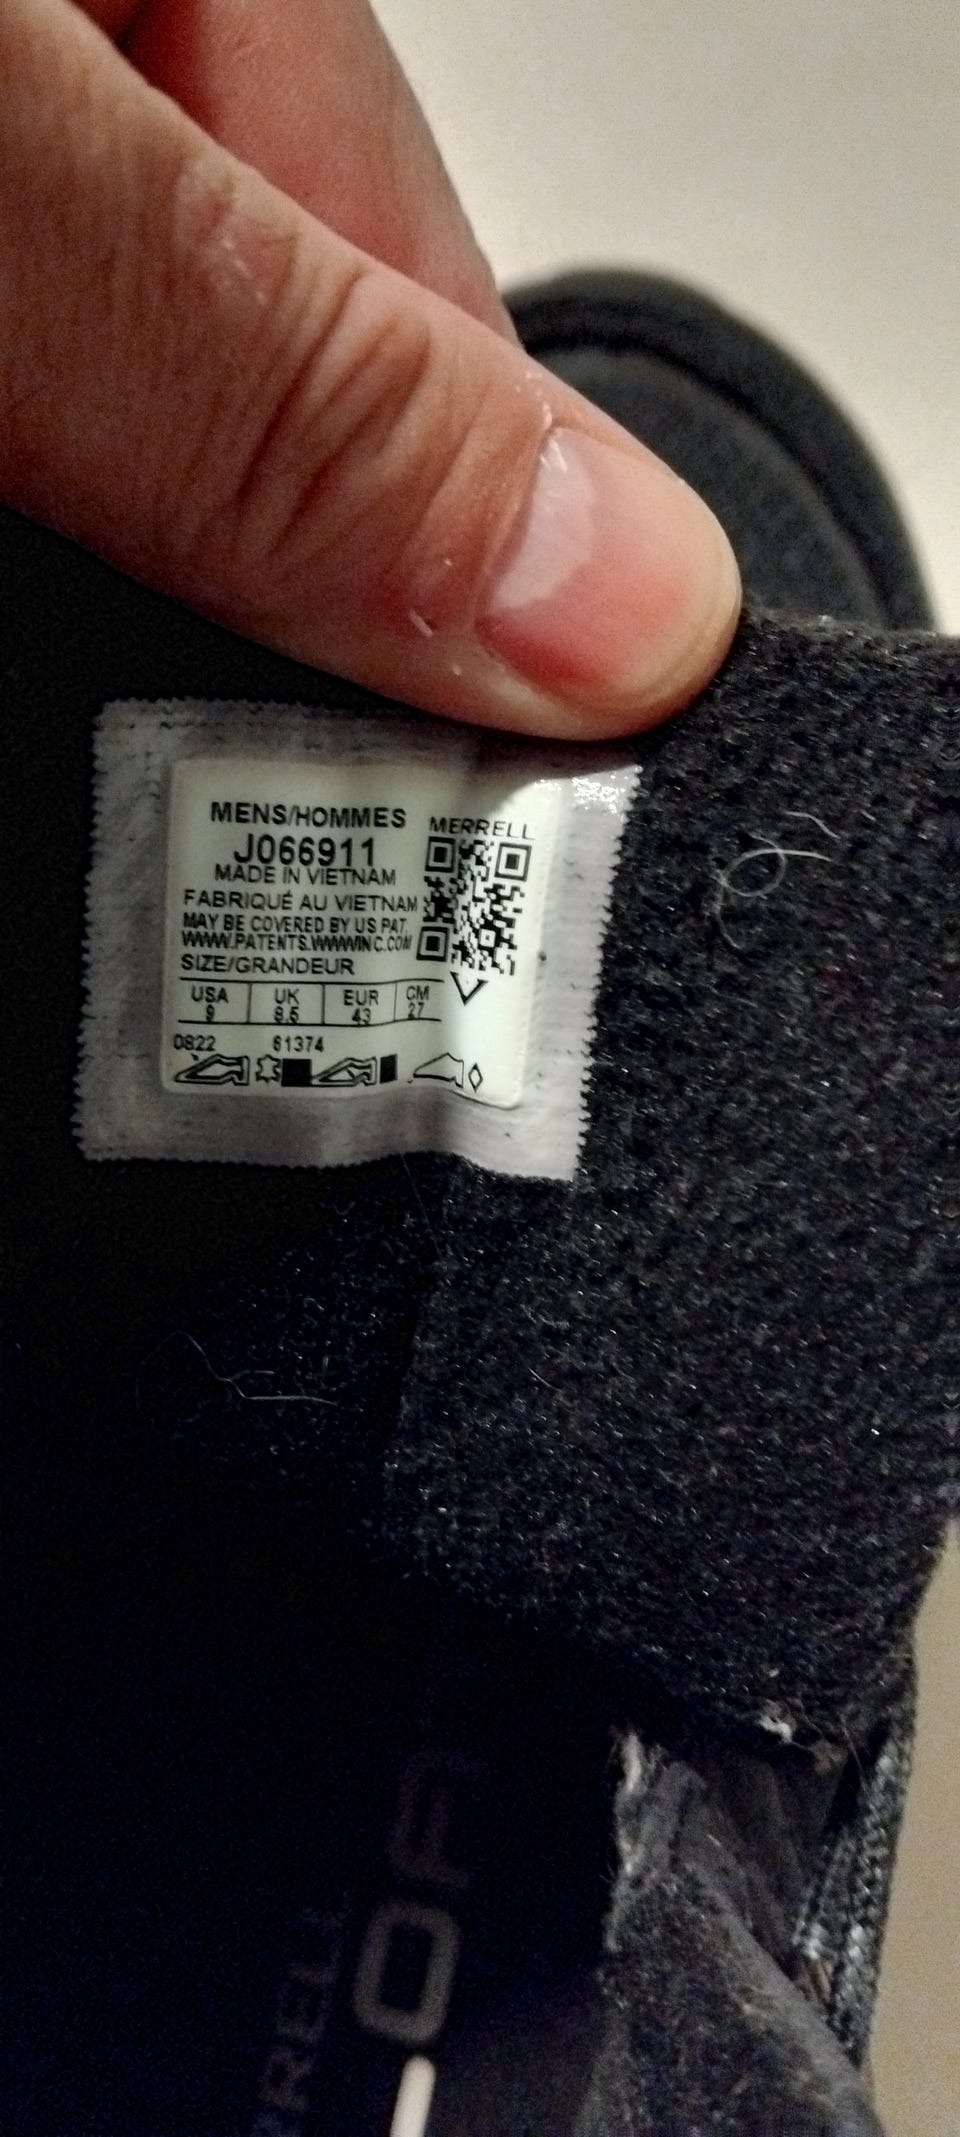 MENS/HOMMES
MERRELL
J066911
MADE IN VIETNAM
FABRIQUÉ AU VIETNAM
MAY BE COVERED BY US PAT.
WWW.PATENTS.WWWINC.COM
SIZE/GRANDEUR
USA UK EUR CM
9 8.5 43 27
0822 61374